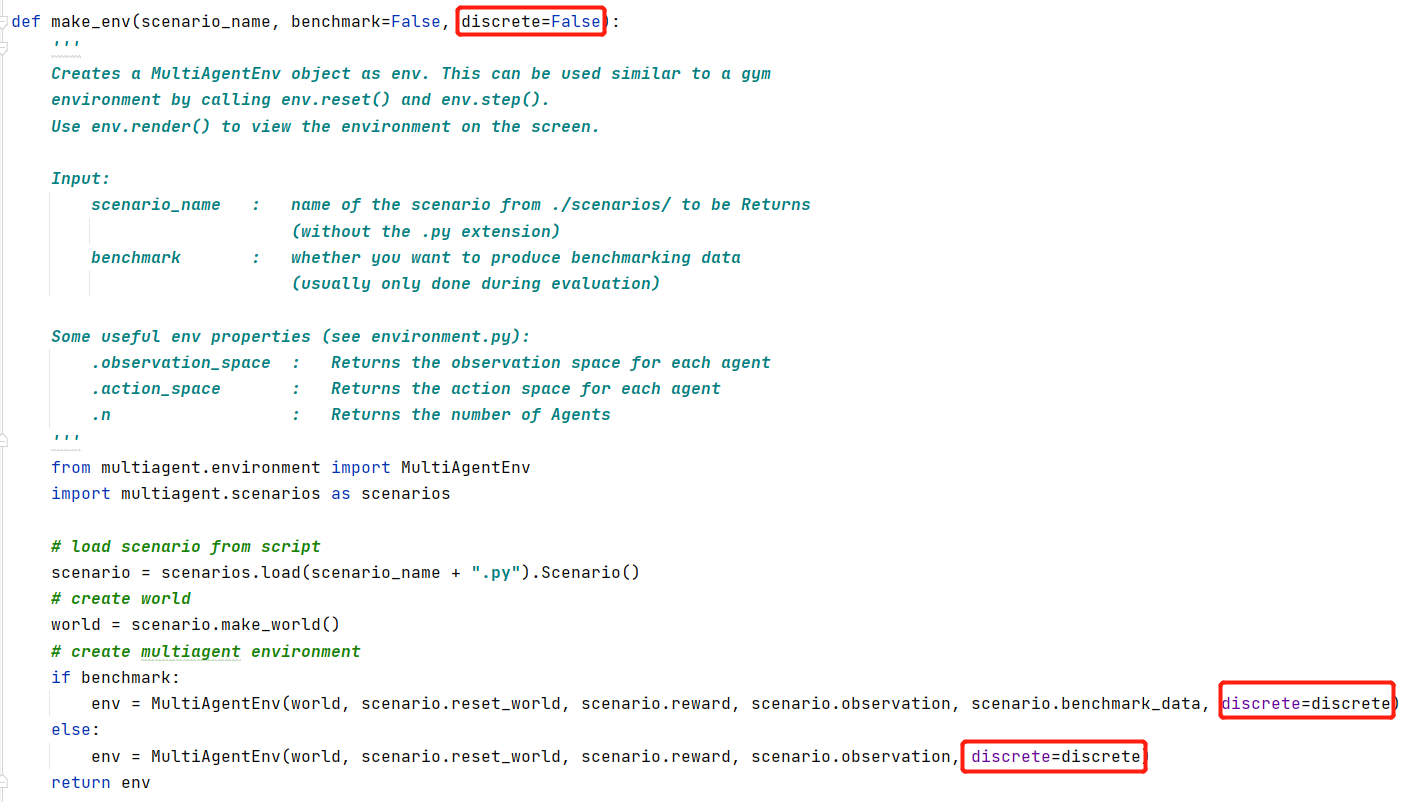 def make_env(scenario_name, benchmark=False, discrete=False):
'''
Creates a MultiAgentEnv object as env. This can be used similar to a gym
environment by calling env.reset() and env.step().
Use env.render() to view the environment on the screen.
Input:
scenario_name   :   name of the scenario from ./scenarios/ to be Returns
(without the .py extension)
benchmark       :   whether you want to produce benchmarking data
(usually only done during evaluation)
Some useful env properties (see environment.py):
.observation_space  :   Returns the observation space for each agent
.action_space       :   Returns the action space for each agent
.n                  :   Returns the number of Agents
'''
from multiagent.environment import MultiAgentEnv
import multiagent.scenarios as scenarios
# load scenario from script
scenario = scenarios.load(scenario_name + ".py").Scenario()
# create world
world = scenario.make_world()
# create multiagent environment
if benchmark:
env = MultiAgentEnv(world, scenario.reset_world, scenario.reward, scenario.observation, scenario.benchmark_data, discrete=discrete)
else:
env = MultiAgentEnv(world, scenario.reset_world, scenario.reward, scenario.observation, discrete=discrete)
return env